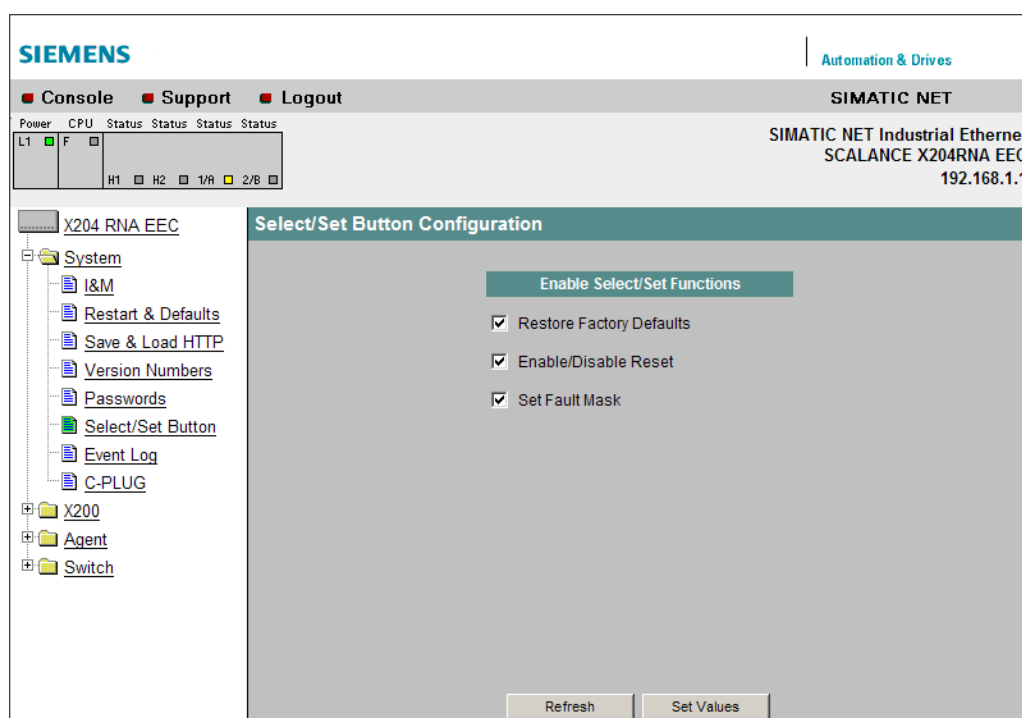 SIEMENS
Automation & Drives
Console Support Logout SIMATIC NET
Power CPU Status Status Status Status
L1 F
H1 H2 1/A 2/B
SIMATIC NET Industrial Etherne
SCALANCE X204RNA EEC
192.168.1.1
X204 RNA EEC
Select/Set Button Configuration
System
I&M
Restart & Defaults
Save & Load HTTP
Version Numbers
Passwords
Select/Set Button
Event Log
C-PLUG
X200
Agent
Switch
Enable Select/Set Functions
Restore Factory Defaults
Enable/Disable Reset
Set Fault Mask
Refresh Set Values